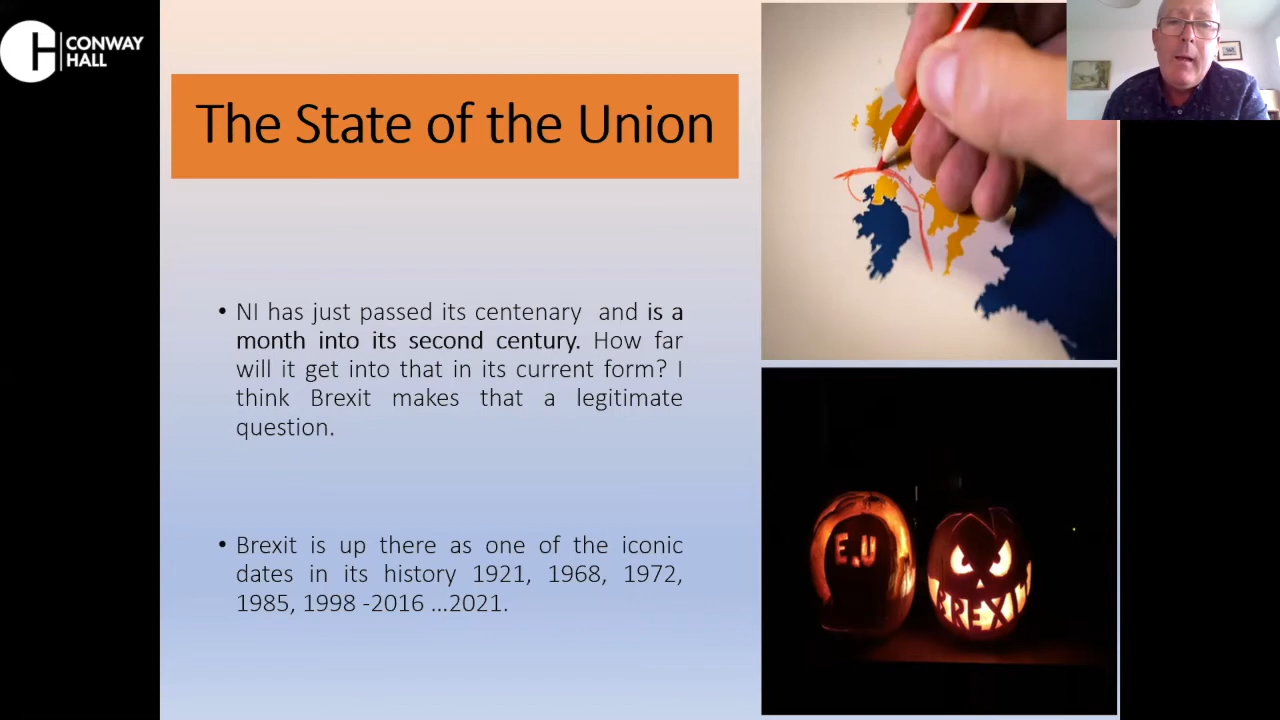 CONWAY
HALL
The State of the Union
• NI has just passed its centenary and is a
month into its second century. How far
will it get into that in its current form? I
think Brexit makes that a legitimate
question.
• Brexit is up there as one of the iconic
dates in its history 1921, 1968, 1972,
1985, 1998 -2016 ...2021.
E.U
BREXIT